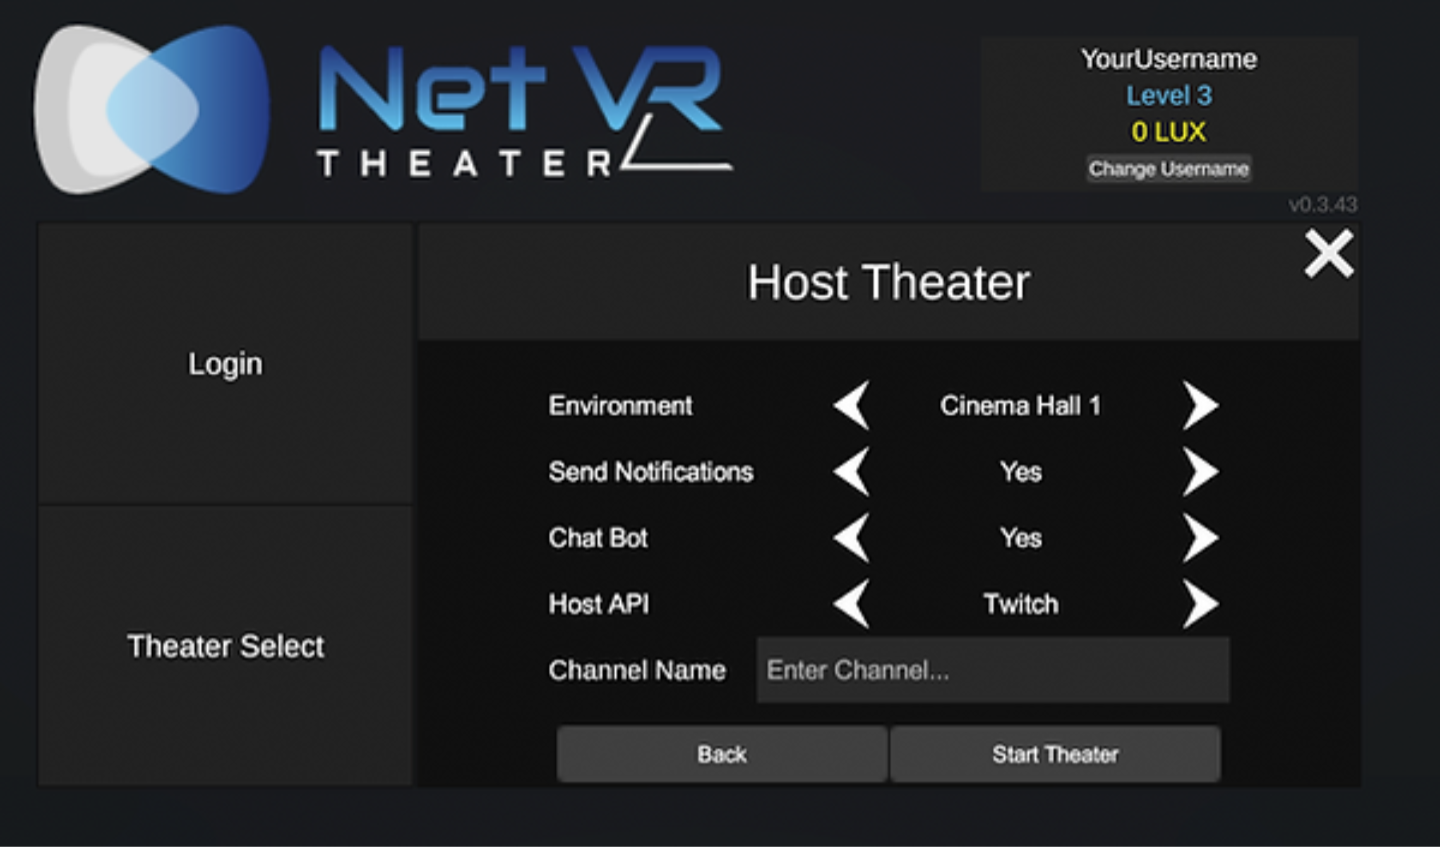 Net VR
THEATER
YourUsername
Level 3
0 LUX
Change Username
v0.3.43
Login
Theater Select
Host Theater
Environment Cinema Hall 1
Send Notifications Yes
Chat Bot Yes
Host API Twitch
Channel Name Enter Channel...
Back Start Theater